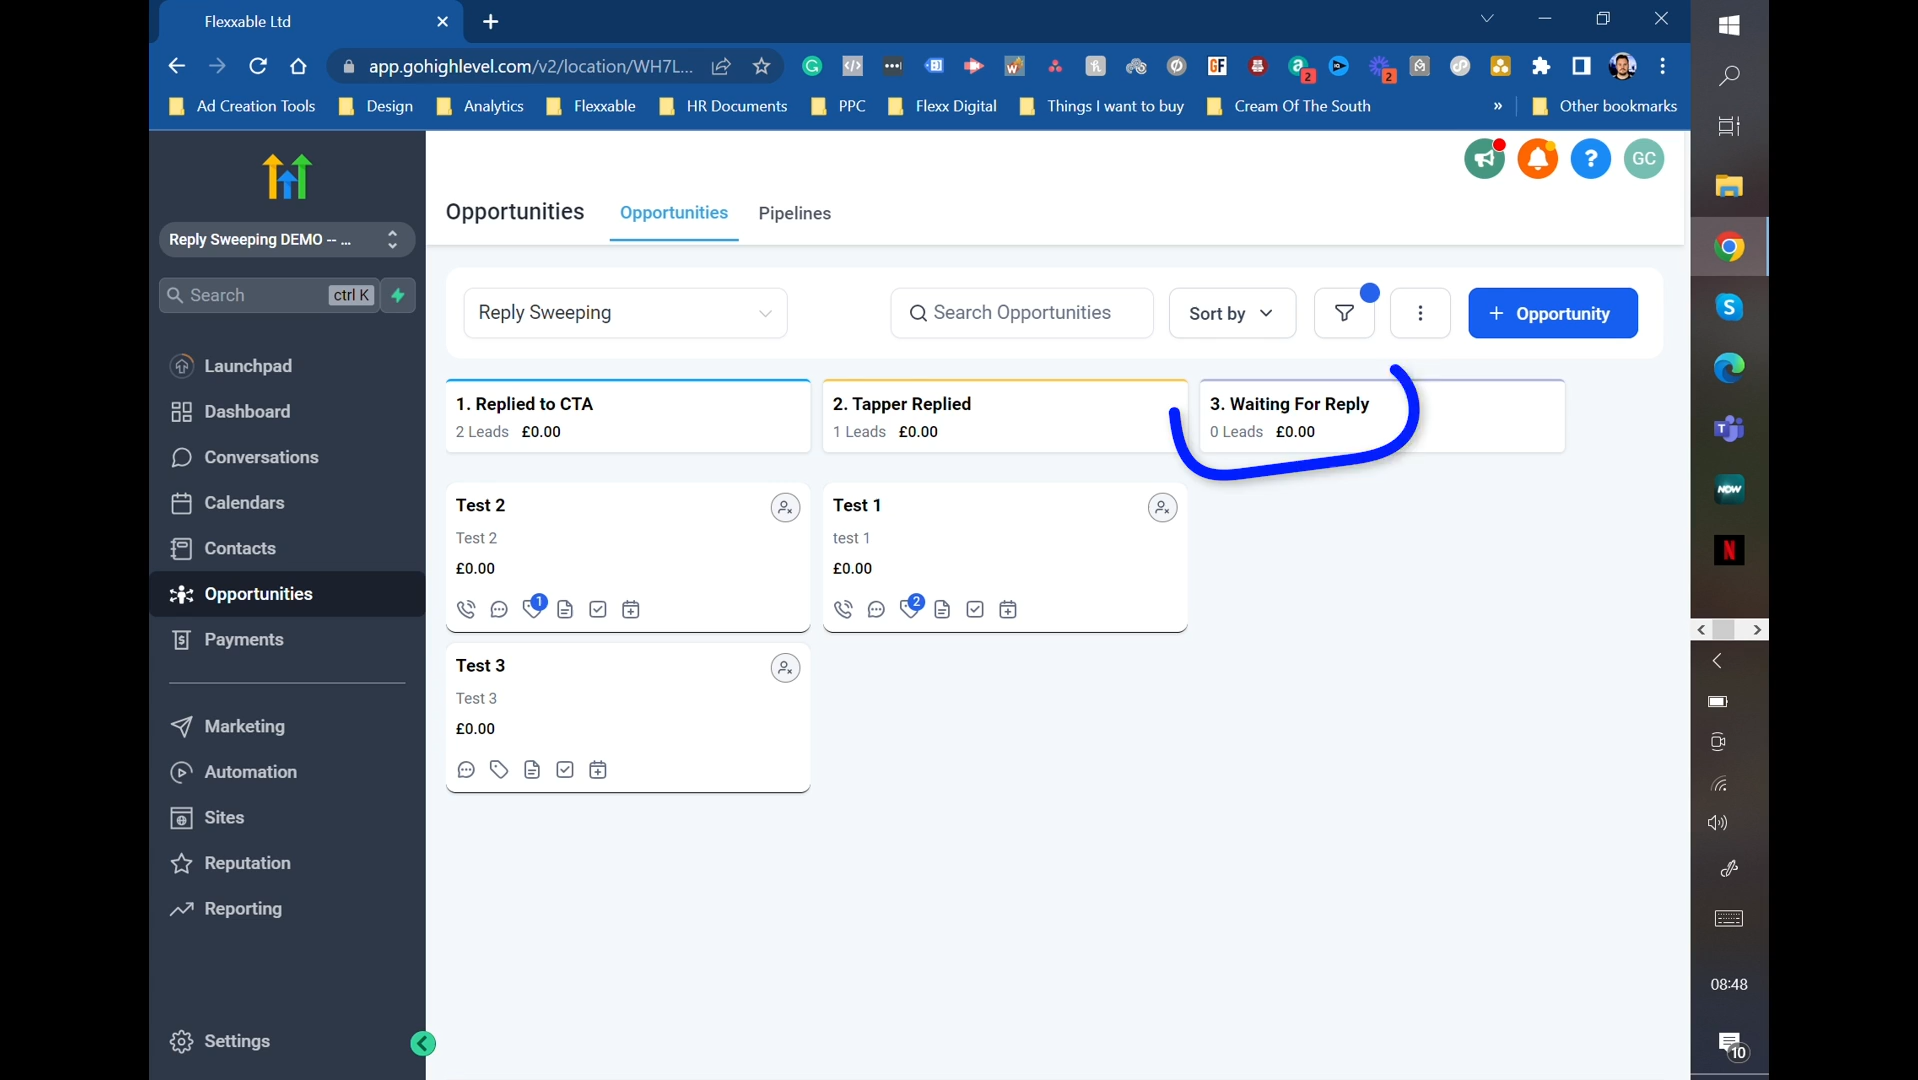 Flexxable Ltd
app.gohighlevel.com/v2/location/WH7L...
Ad Creation Tools
Design
Analytics
Flexxable
HR Documents
PPC
Flexx Digital
Things I want to buy
Cream Of The South
»
Other bookmarks
GC
Opportunities
Opportunities
Pipelines
Reply Sweeping DEMO -- ...
Search
ctrl K
Launchpad
Dashboard
Conversations
Calendars
Contacts
Opportunities
Payments
Marketing
Automation
Sites
Reputation
Reporting
Settings
Reply Sweeping
Search Opportunities
Sort by
+ Opportunity
1. Replied to CTA
2 Leads £0.00
2. Tapper Replied
1 Leads £0.00
3. Waiting For Reply
0 Leads £0.00
Test 2
Test 2
£0.00
1
Test 1
test 1
£0.00
2
Test 3
Test 3
£0.00
NOW
08:48
10